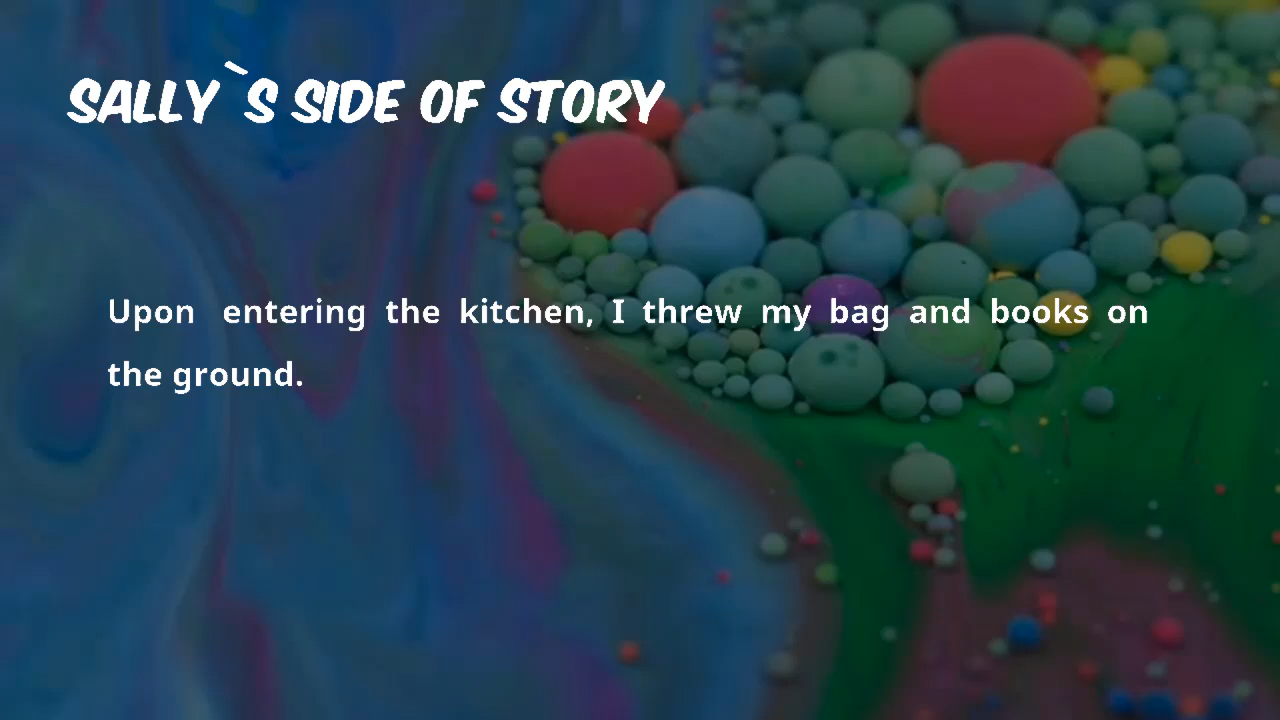 SALLY`S SIDE OF STORY
Upon entering the kitchen, I threw my bag and books on
the ground.